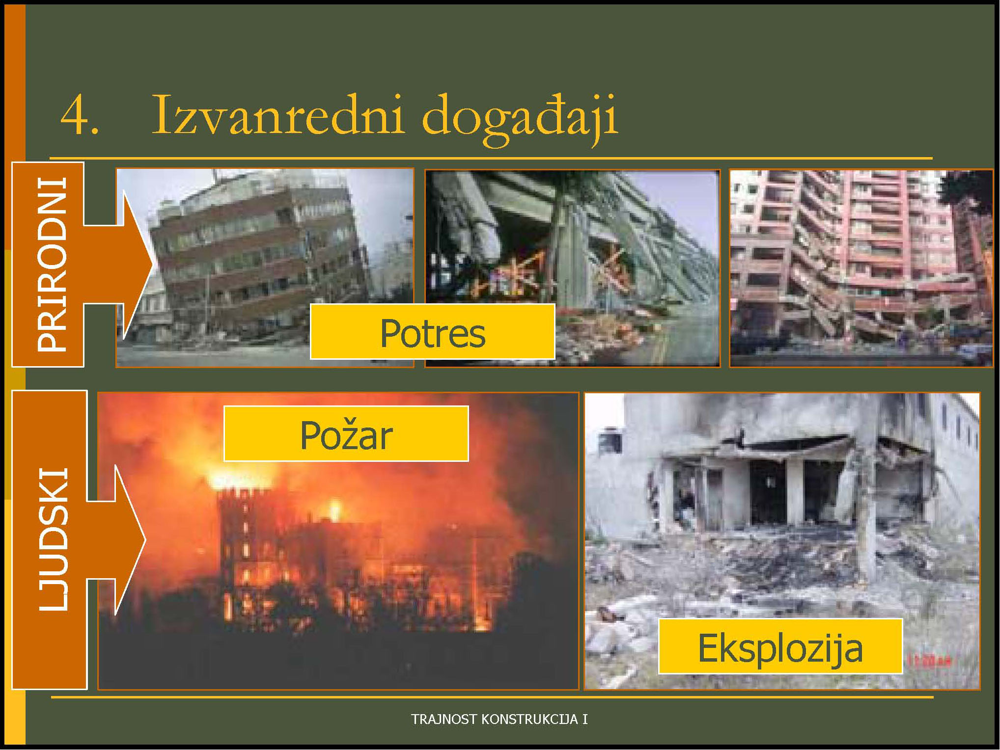 4. Izvanredni događaji
PRIRODNI
Potres
LJUDSKI
Požar
Eksplozija
TRAJNOST KONSTRUKCIJA I